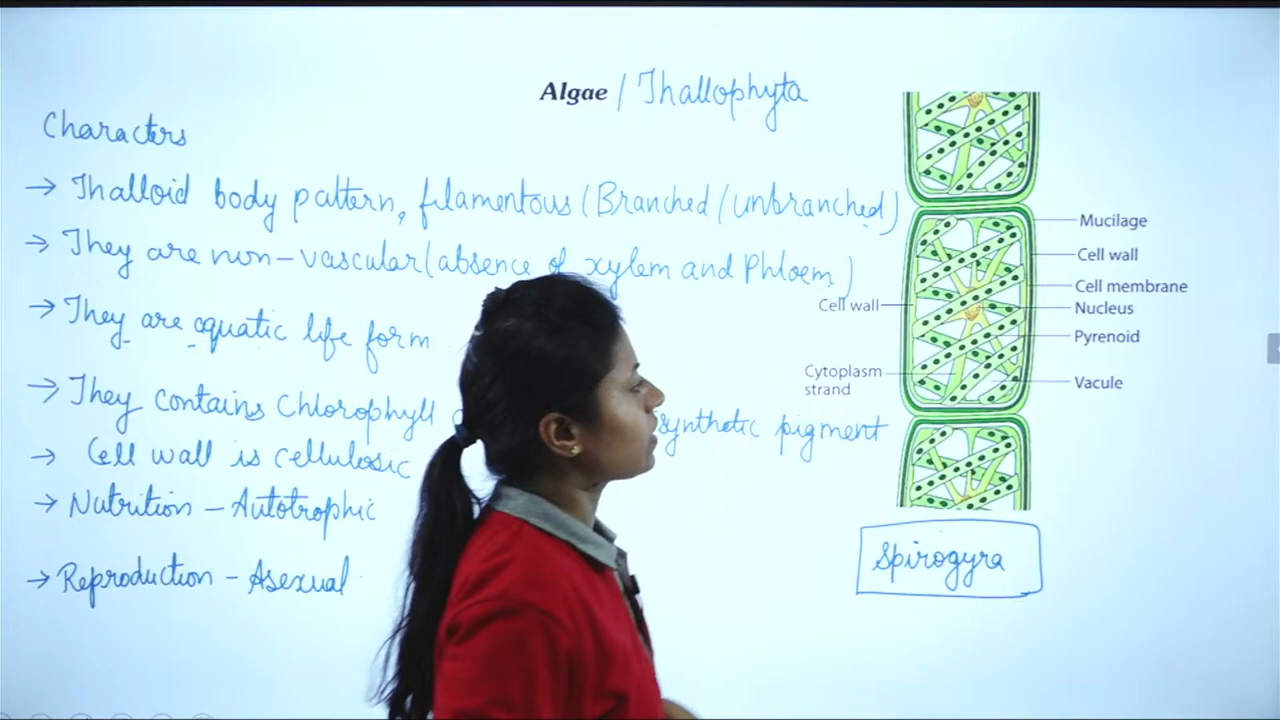 Algae / Thallophyta
Characters
→ Thalloid body pattern, filamentous (Branched / unbranched)
→ They are non-vascular (absence of xylem and Phloem)
→ They are aquatic life form
→ They contains Chlorophyll synthetic pigment
→ Cell wall is cellulosic
→ Nutrition - Autotrophic
→ Reproduction - Asexual
Mucilage
Cell wall
Cell membrane
Cell wall
Nucleus
Pyrenoid
Cytoplasm
strand
Vacule
Spirogyra